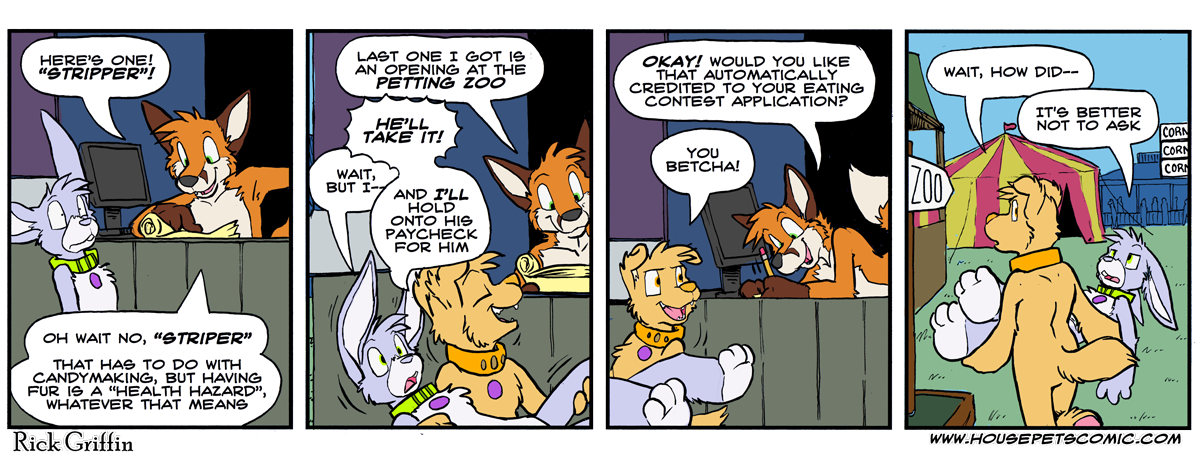 HERE'S ONE!
"STRIPPER"!
OH WAIT NO, "STRIPER"
THAT HAS TO DO WITH
CANDYMAKING, BUT HAVING
FUR IS A "HEALTH HAZARD",
WHATEVER THAT MEANS
LAST ONE I GOT IS
AN OPENING AT THE
PETTING ZOO
HE'LL
TAKE IT!
WAIT,
BUT I--
AND I'LL
HOLD
ONTO HIS
PAYCHECK
FOR HIM
OKAY! WOULD YOU LIKE
THAT AUTOMATICALLY
CREDITED TO YOUR EATING
CONTEST APPLICATION?
YOU
BETCHA!
WAIT, HOW DID--
IT'S BETTER
NOT TO ASK
CORN
CORN
CORN
ZOO
Rick Griffin
WWW.HOUSEPETSCOMIC.COM